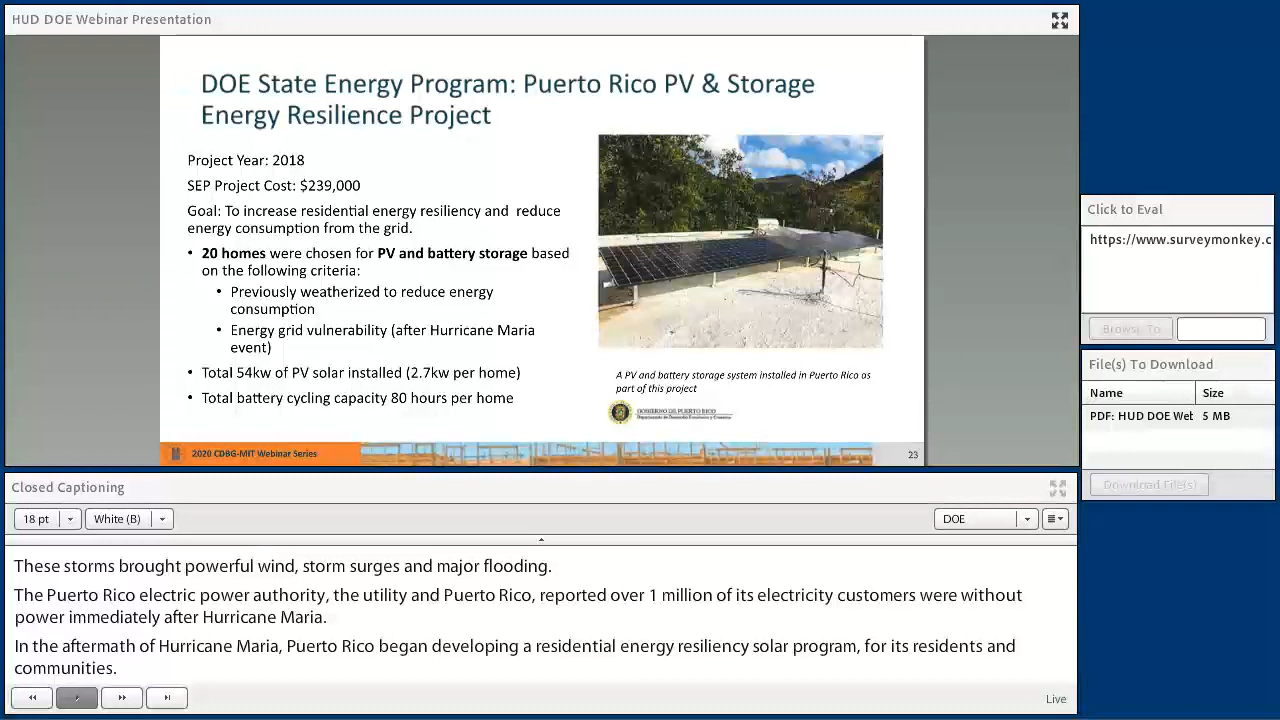 HUD DOE Webinar Presentation
DOE State Energy Program: Puerto Rico PV & Storage
Energy Resilience Project
Project Year: 2018
SEP Project Cost: $239,000
Goal: To increase residential energy resiliency and reduce
energy consumption from the grid.
• 20 homes were chosen for PV and battery storage based
on the following criteria:
• Previously weatherized to reduce energy
consumption
• Energy grid vulnerability (after Hurricane Maria
event)
• Total 54kw of PV solar installed (2.7kw per home)
• Total battery cycling capacity 80 hours per home
A PV and battery storage system installed in Puerto Rico as
part of this project
GOBIERNO DE PUERTO RICO
2020 CDBG-MIT Webinar Series
23
Click to Eval
https://www.surveymonkey.c
Browse To
File(s) To Download
Name Size
PDF: HUD DOE Wet 5 MB
Download File(s)
Closed Captioning
18 pt White (B) DOE
These storms brought powerful wind, storm surges and major flooding.
The Puerto Rico electric power authority, the utility and Puerto Rico, reported over 1 million of its electricity customers were without
power immediately after Hurricane Maria.
In the aftermath of Hurricane Maria, Puerto Rico began developing a residential energy resiliency solar program, for its residents and
communities.
Live